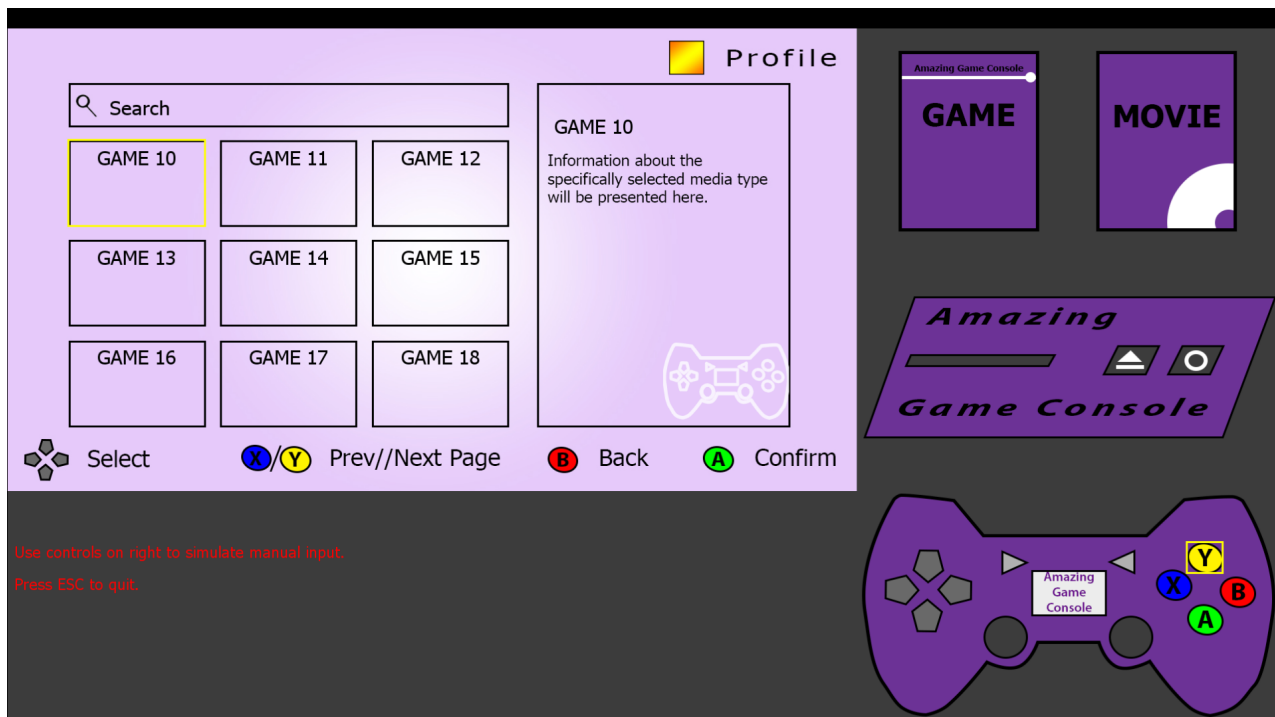 Profile
Search
GAME 10
GAME 11
GAME 12
GAME 13
GAME 14
GAME 15
GAME 16
GAME 17
GAME 18
GAME 10
Information about the
specifically selected media type
will be presented here.
Select
X/Y Prev//Next Page
B Back
A Confirm
Use controls on right to simulate manual input.
Press ESC to quit.
Amazing Game Console
GAME
MOVIE
Amazing
Game Console
Amazing
Game
Console
Y
X
B
A